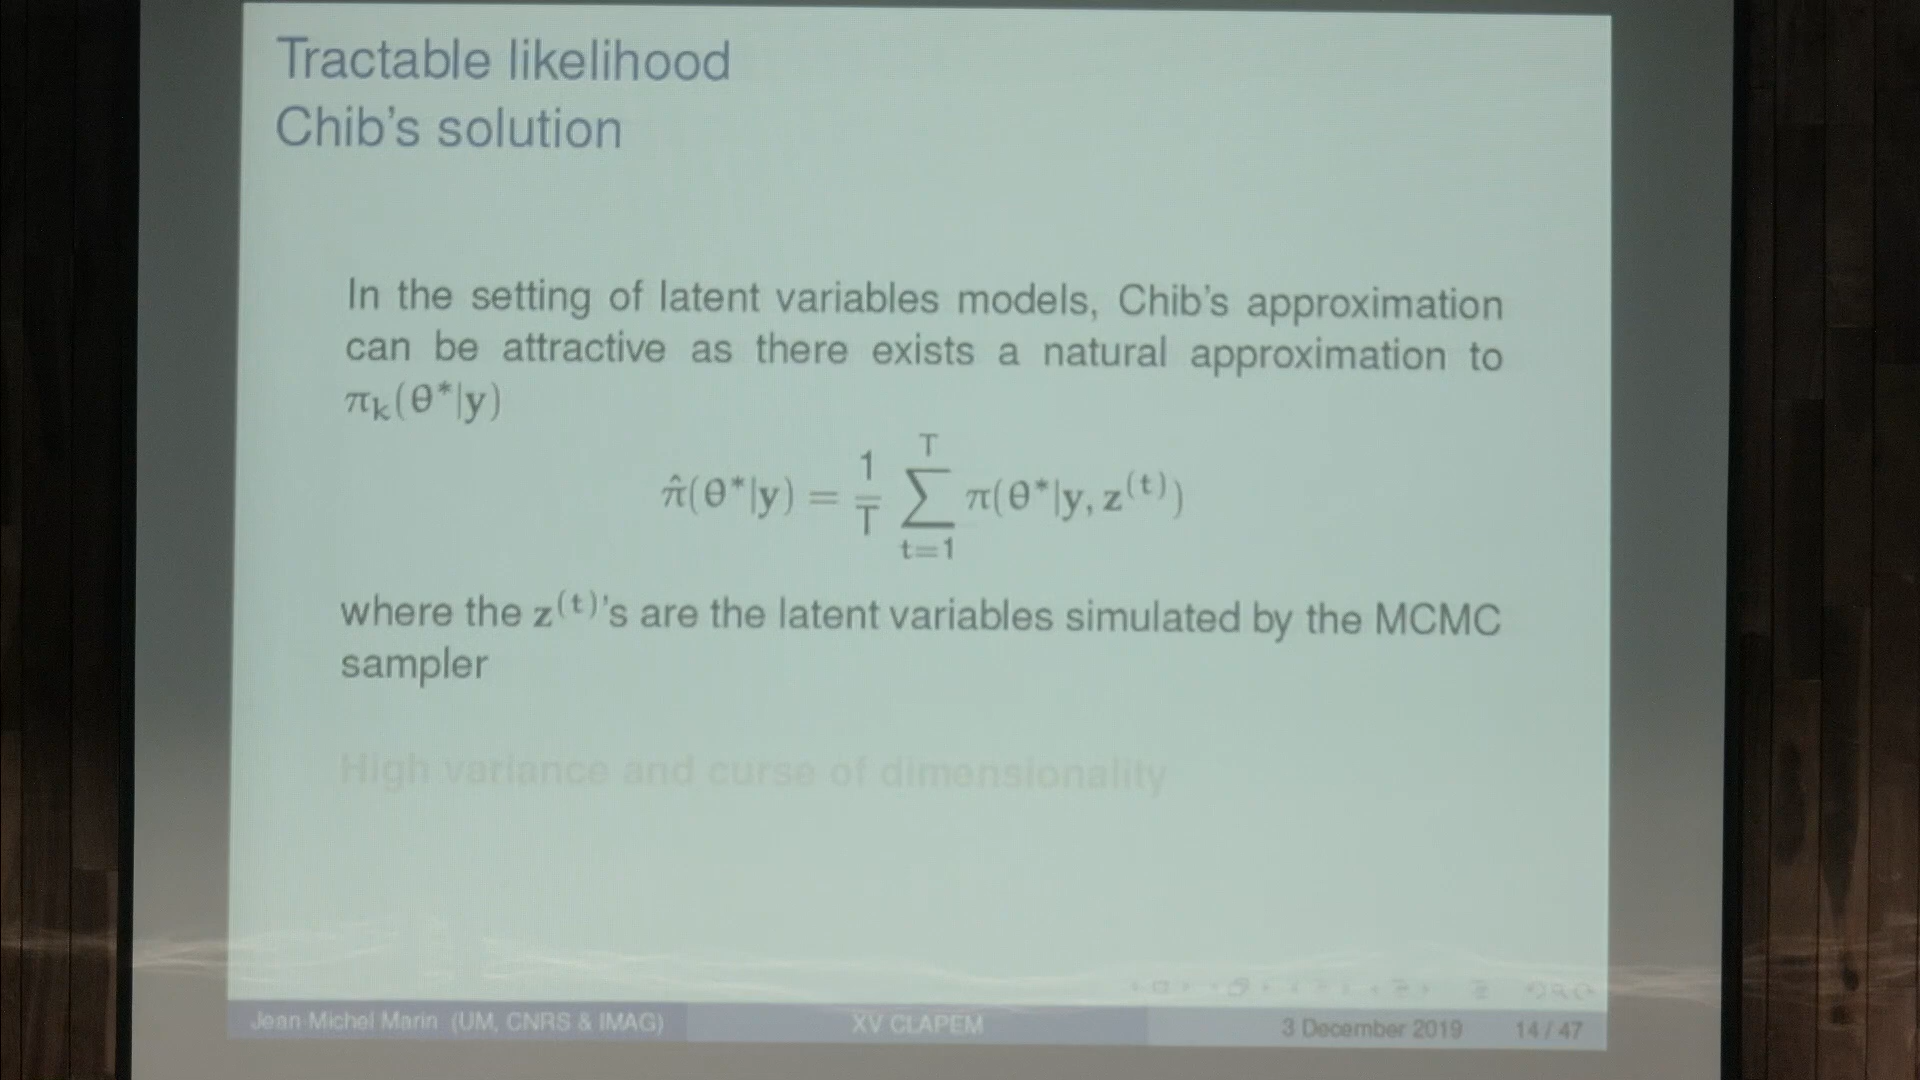 Tractable likelihood
Chib's solution
In the setting of latent variables models, Chib's approximation
can be attractive as there exists a natural approximation to
πk(θ*|y)
π̂(θ*|y) = 1/T ∑_{t=1}^{T} π(θ*|y, z^(t))
where the z^(t)'s are the latent variables simulated by the MCMC
sampler
High variance and curse of dimensionality
Jean-Michel Marin (UM, CNRS & IMAG) XV CLAPEM 3 December 2019 14 / 47